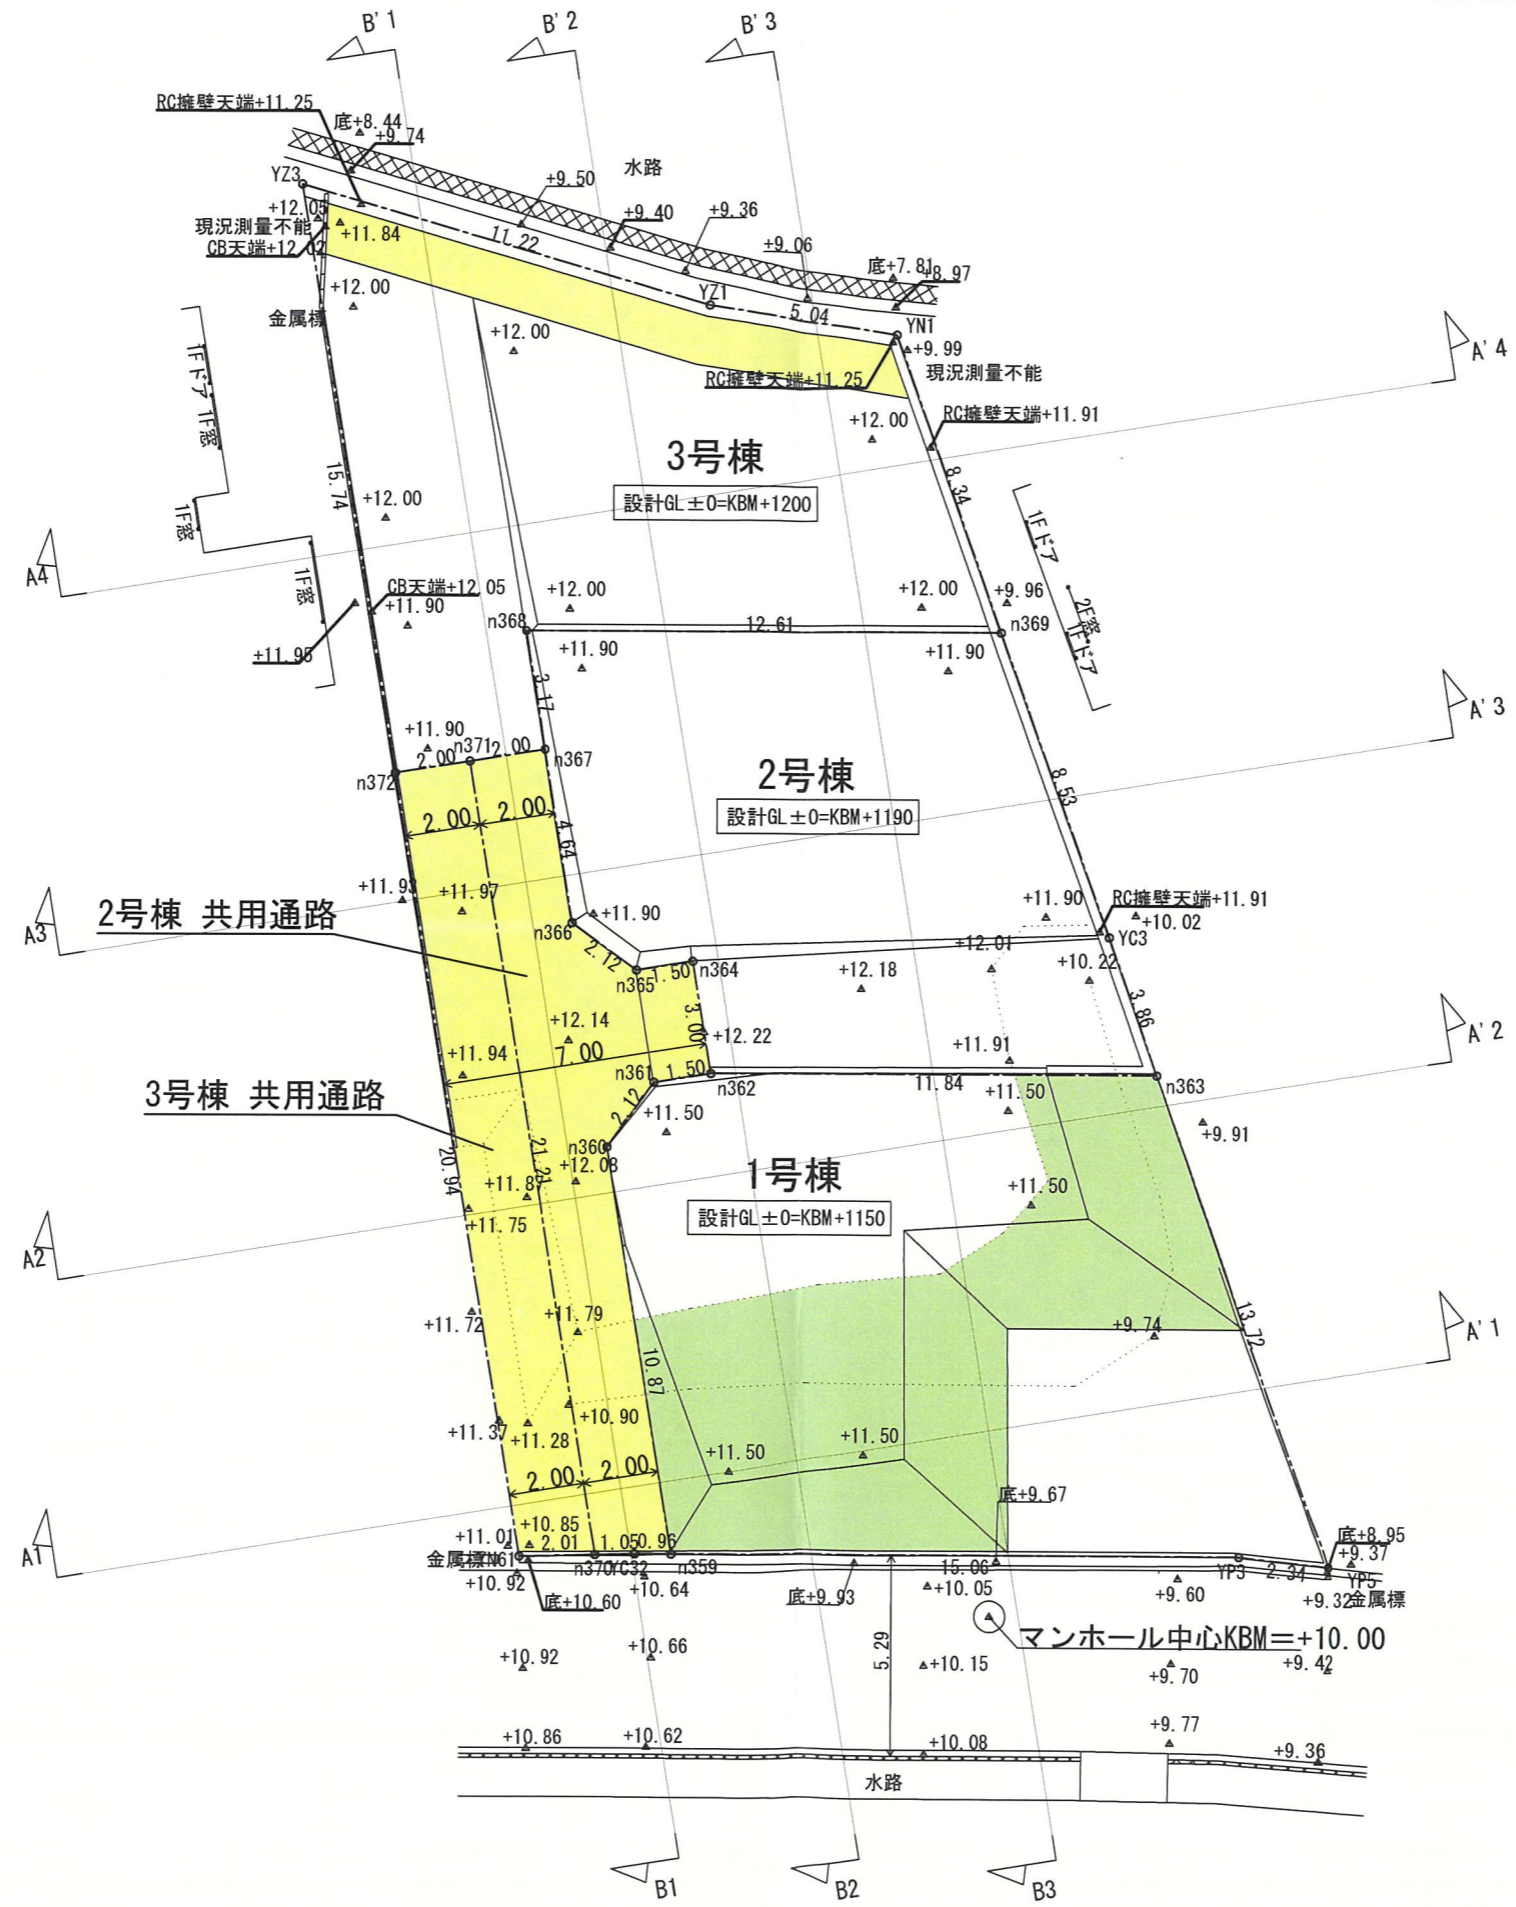 B'1
B'2
B'3
RC擁壁天端+11.25
底+8.44
+9.74
水路
YZ3
+9.50
+12.05
+9.40
+9.36
現況測量不能
+11.84
11.22
CB天端+12.02
+9.06
底+7.81
+8.97
+12.00
YZ1
5.04
YN1
金属標
+12.00
+9.99
現況測量不能
A'4
RC擁壁天端+11.25
1Fドア
1F窓
+12.00
RC擁壁天端+11.91
3号棟
設計GL±0=KBM+1200
15.74
+12.00
8.34
1F窓
1Fドア
A4
1F窓
CB天端+12.05
+12.00
+12.00
+9.96
+11.90
2F窓
n368
12.61
n369
1Fドア
+11.95
+11.90
+11.90
3.17
A'3
+11.90
n371
2.00
2.00
n367
n372
2号棟
設計GL±0=KBM+1190
8.53
2.00
2.00
4.64
+11.93
+11.97
2号棟 共用通路
+11.90
+11.90
RC擁壁天端+11.91
+10.02
A3
n366
YC3
2.12
+12.01
n365
1.50
n364
+12.18
+10.22
3.00
3.86
+12.14
+12.22
A'2
7.00
+11.94
+11.91
n361
1.50
n362
11.84
n363
3号棟 共用通路
2.12
+11.50
+11.50
+9.91
n360
20.94
21.21
+12.08
1号棟
+11.87
+11.50
+11.75
設計GL±0=KBM+1150
A2
+11.72
+11.79
+9.74
13.72
A'1
10.87
+11.37
+11.28
+10.90
+11.50
+11.50
2.00
2.00
底+9.67
+10.85
+11.01
2.01
1.05
0.96
底+8.95
A1
金属標
YN61
n370
YC32
n359
15.06
YP3
2.34
+9.37
YP5
+10.92
+10.64
底+10.60
底+9.93
+10.05
+9.60
+9.32
金属標
マンホール中心KBM=+10.00
5.29
+10.92
+10.66
+10.15
+9.70
+9.42
+10.86
+10.62
+10.08
+9.77
+9.36
水路
B1
B2
B3